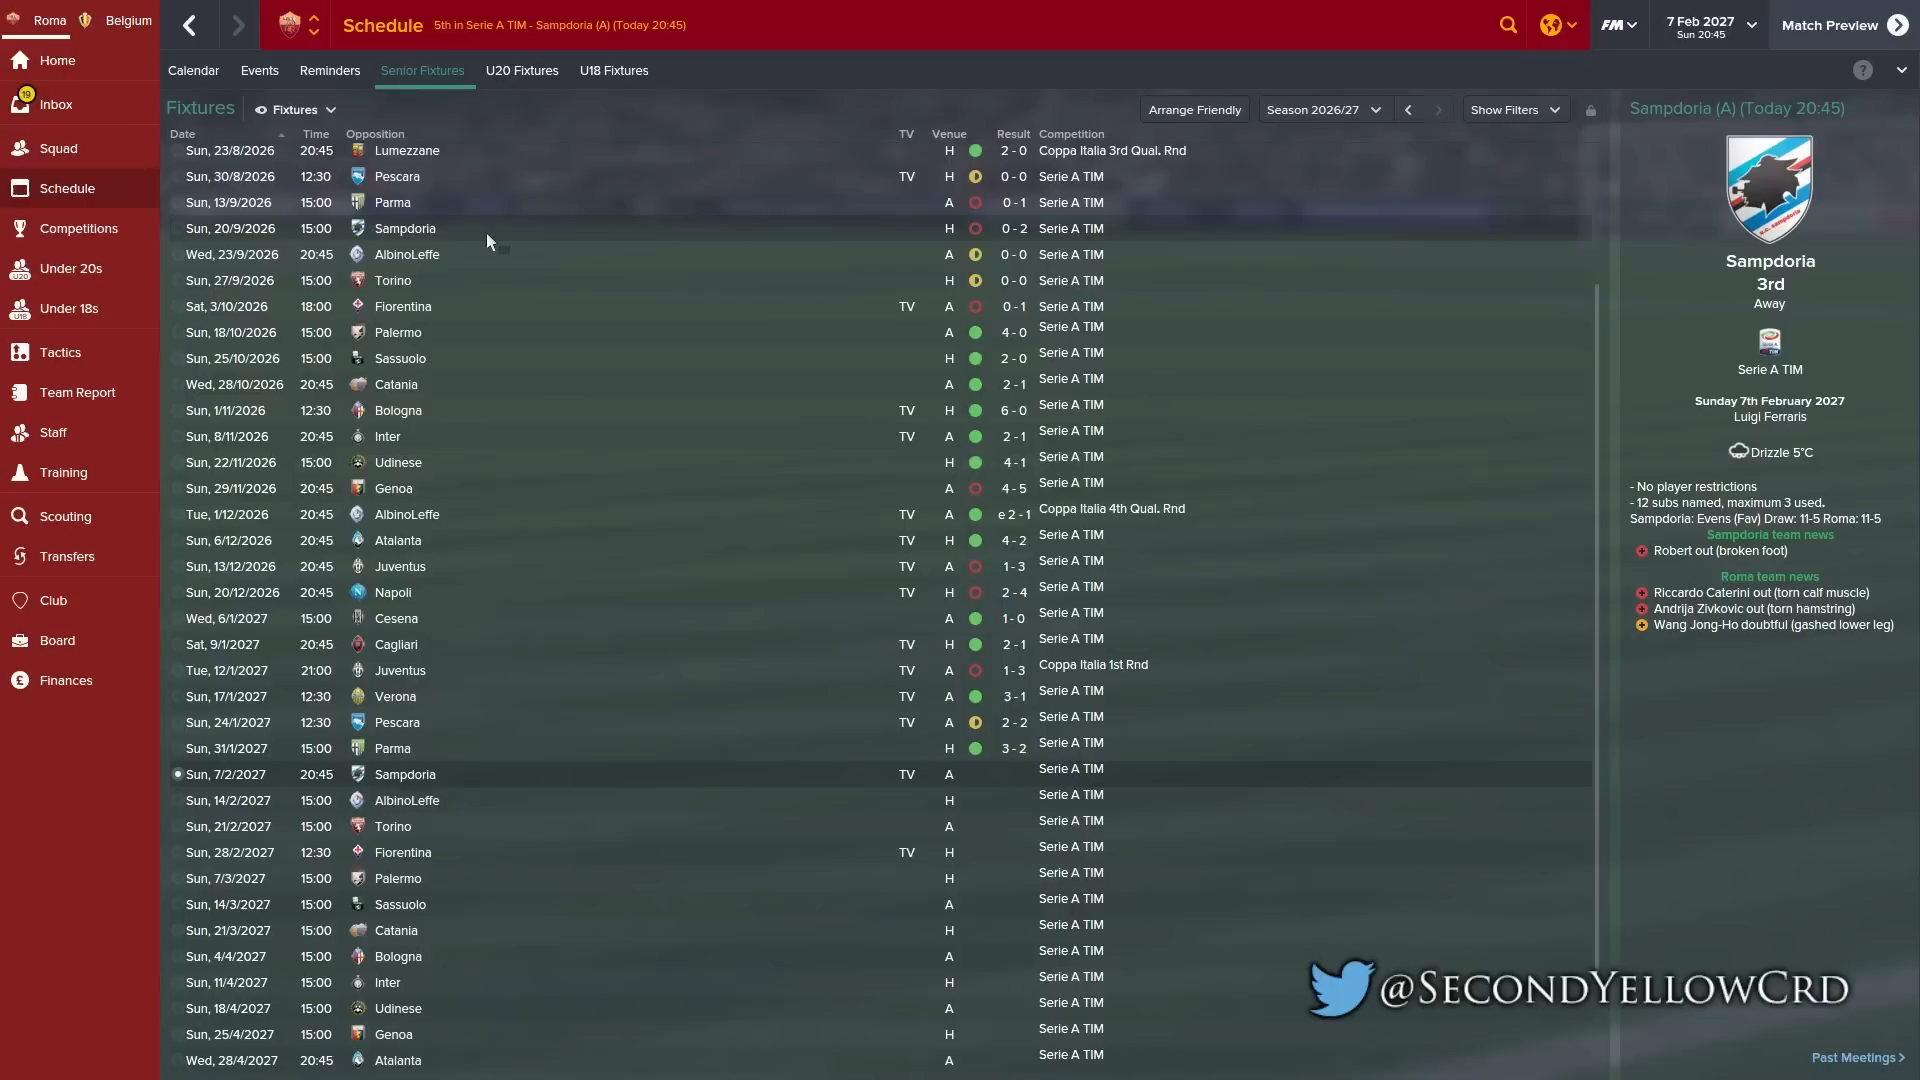 Roma Belgium
Schedule 5th in Serie A TIM - Sampdoria (A) (Today 20:45)
FM 7 Feb 2027 Sun 20:45 Match Preview
Home
19
Inbox
Squad
Schedule
Competitions
Under 20s
Under 18s
Tactics
Team Report
Staff
Training
Scouting
Transfers
Club
Board
Finances
Calendar Events Reminders Senior Fixtures U20 Fixtures U18 Fixtures ?
Fixtures Fixtures Arrange Friendly Season 2026/27 Show Filters
Date Time Opposition TV Venue Result Competition
Sun, 23/8/2026 20:45 Lumezzane H 2 - 0 Coppa Italia 3rd Qual. Rnd
Sun, 30/8/2026 12:30 Pescara TV H 0 - 0 Serie A TIM
Sun, 13/9/2026 15:00 Parma A 0 - 1 Serie A TIM
Sun, 20/9/2026 15:00 Sampdoria H 0 - 2 Serie A TIM
Wed, 23/9/2026 20:45 AlbinoLeffe A 0 - 0 Serie A TIM
Sun, 27/9/2026 15:00 Torino H 0 - 0 Serie A TIM
Sat, 3/10/2026 18:00 Fiorentina TV A 0 - 1 Serie A TIM
Sun, 18/10/2026 15:00 Palermo A 4 - 0 Serie A TIM
Sun, 25/10/2026 15:00 Sassuolo H 2 - 0 Serie A TIM
Wed, 28/10/2026 20:45 Catania A 2 - 1 Serie A TIM
Sun, 1/11/2026 12:30 Bologna TV H 6 - 0 Serie A TIM
Sun, 8/11/2026 20:45 Inter TV A 2 - 1 Serie A TIM
Sun, 22/11/2026 15:00 Udinese H 4 - 1 Serie A TIM
Sun, 29/11/2026 20:45 Genoa A 4 - 5 Serie A TIM
Tue, 1/12/2026 20:45 AlbinoLeffe TV A e 2 - 1 Coppa Italia 4th Qual. Rnd
Sun, 6/12/2026 20:45 Atalanta TV H 4 - 2 Serie A TIM
Sun, 13/12/2026 20:45 Juventus TV A 1 - 3 Serie A TIM
Sun, 20/12/2026 20:45 Napoli TV H 2 - 4 Serie A TIM
Wed, 6/1/2027 15:00 Cesena A 1 - 0 Serie A TIM
Sat, 9/1/2027 20:45 Cagliari TV H 2 - 1 Serie A TIM
Tue, 12/1/2027 21:00 Juventus TV A 1 - 3 Coppa Italia 1st Rnd
Sun, 17/1/2027 12:30 Verona TV A 3 - 1 Serie A TIM
Sun, 24/1/2027 12:30 Pescara TV A 2 - 2 Serie A TIM
Sun, 31/1/2027 15:00 Parma H 3 - 2 Serie A TIM
Sun, 7/2/2027 20:45 Sampdoria TV A Serie A TIM
Sun, 14/2/2027 15:00 AlbinoLeffe H Serie A TIM
Sun, 21/2/2027 15:00 Torino A Serie A TIM
Sun, 28/2/2027 12:30 Fiorentina TV H Serie A TIM
Sun, 7/3/2027 15:00 Palermo H Serie A TIM
Sun, 14/3/2027 15:00 Sassuolo A Serie A TIM
Sun, 21/3/2027 15:00 Catania H Serie A TIM
Sun, 4/4/2027 15:00 Bologna A Serie A TIM
Sun, 11/4/2027 15:00 Inter H Serie A TIM
Sun, 18/4/2027 15:00 Udinese A Serie A TIM
Sun, 25/4/2027 15:00 Genoa H Serie A TIM
Wed, 28/4/2027 20:45 Atalanta A Serie A TIM
Sampdoria (A) (Today 20:45)
Sampdoria
3rd
Away
Serie A TIM
Sunday 7th February 2027
Luigi Ferraris
Drizzle 5°C
- No player restrictions
- 12 subs named, maximum 3 used.
Sampdoria: Evens (Fav) Draw: 11-5 Roma: 11-5
Sampdoria team news
Robert out (broken foot)
Roma team news
Riccardo Caterini out (torn calf muscle)
Andrija Zivkovic out (torn hamstring)
Wang Jong-Ho doubtful (gashed lower leg)
@SECONDYELLOWCRD
Past Meetings >